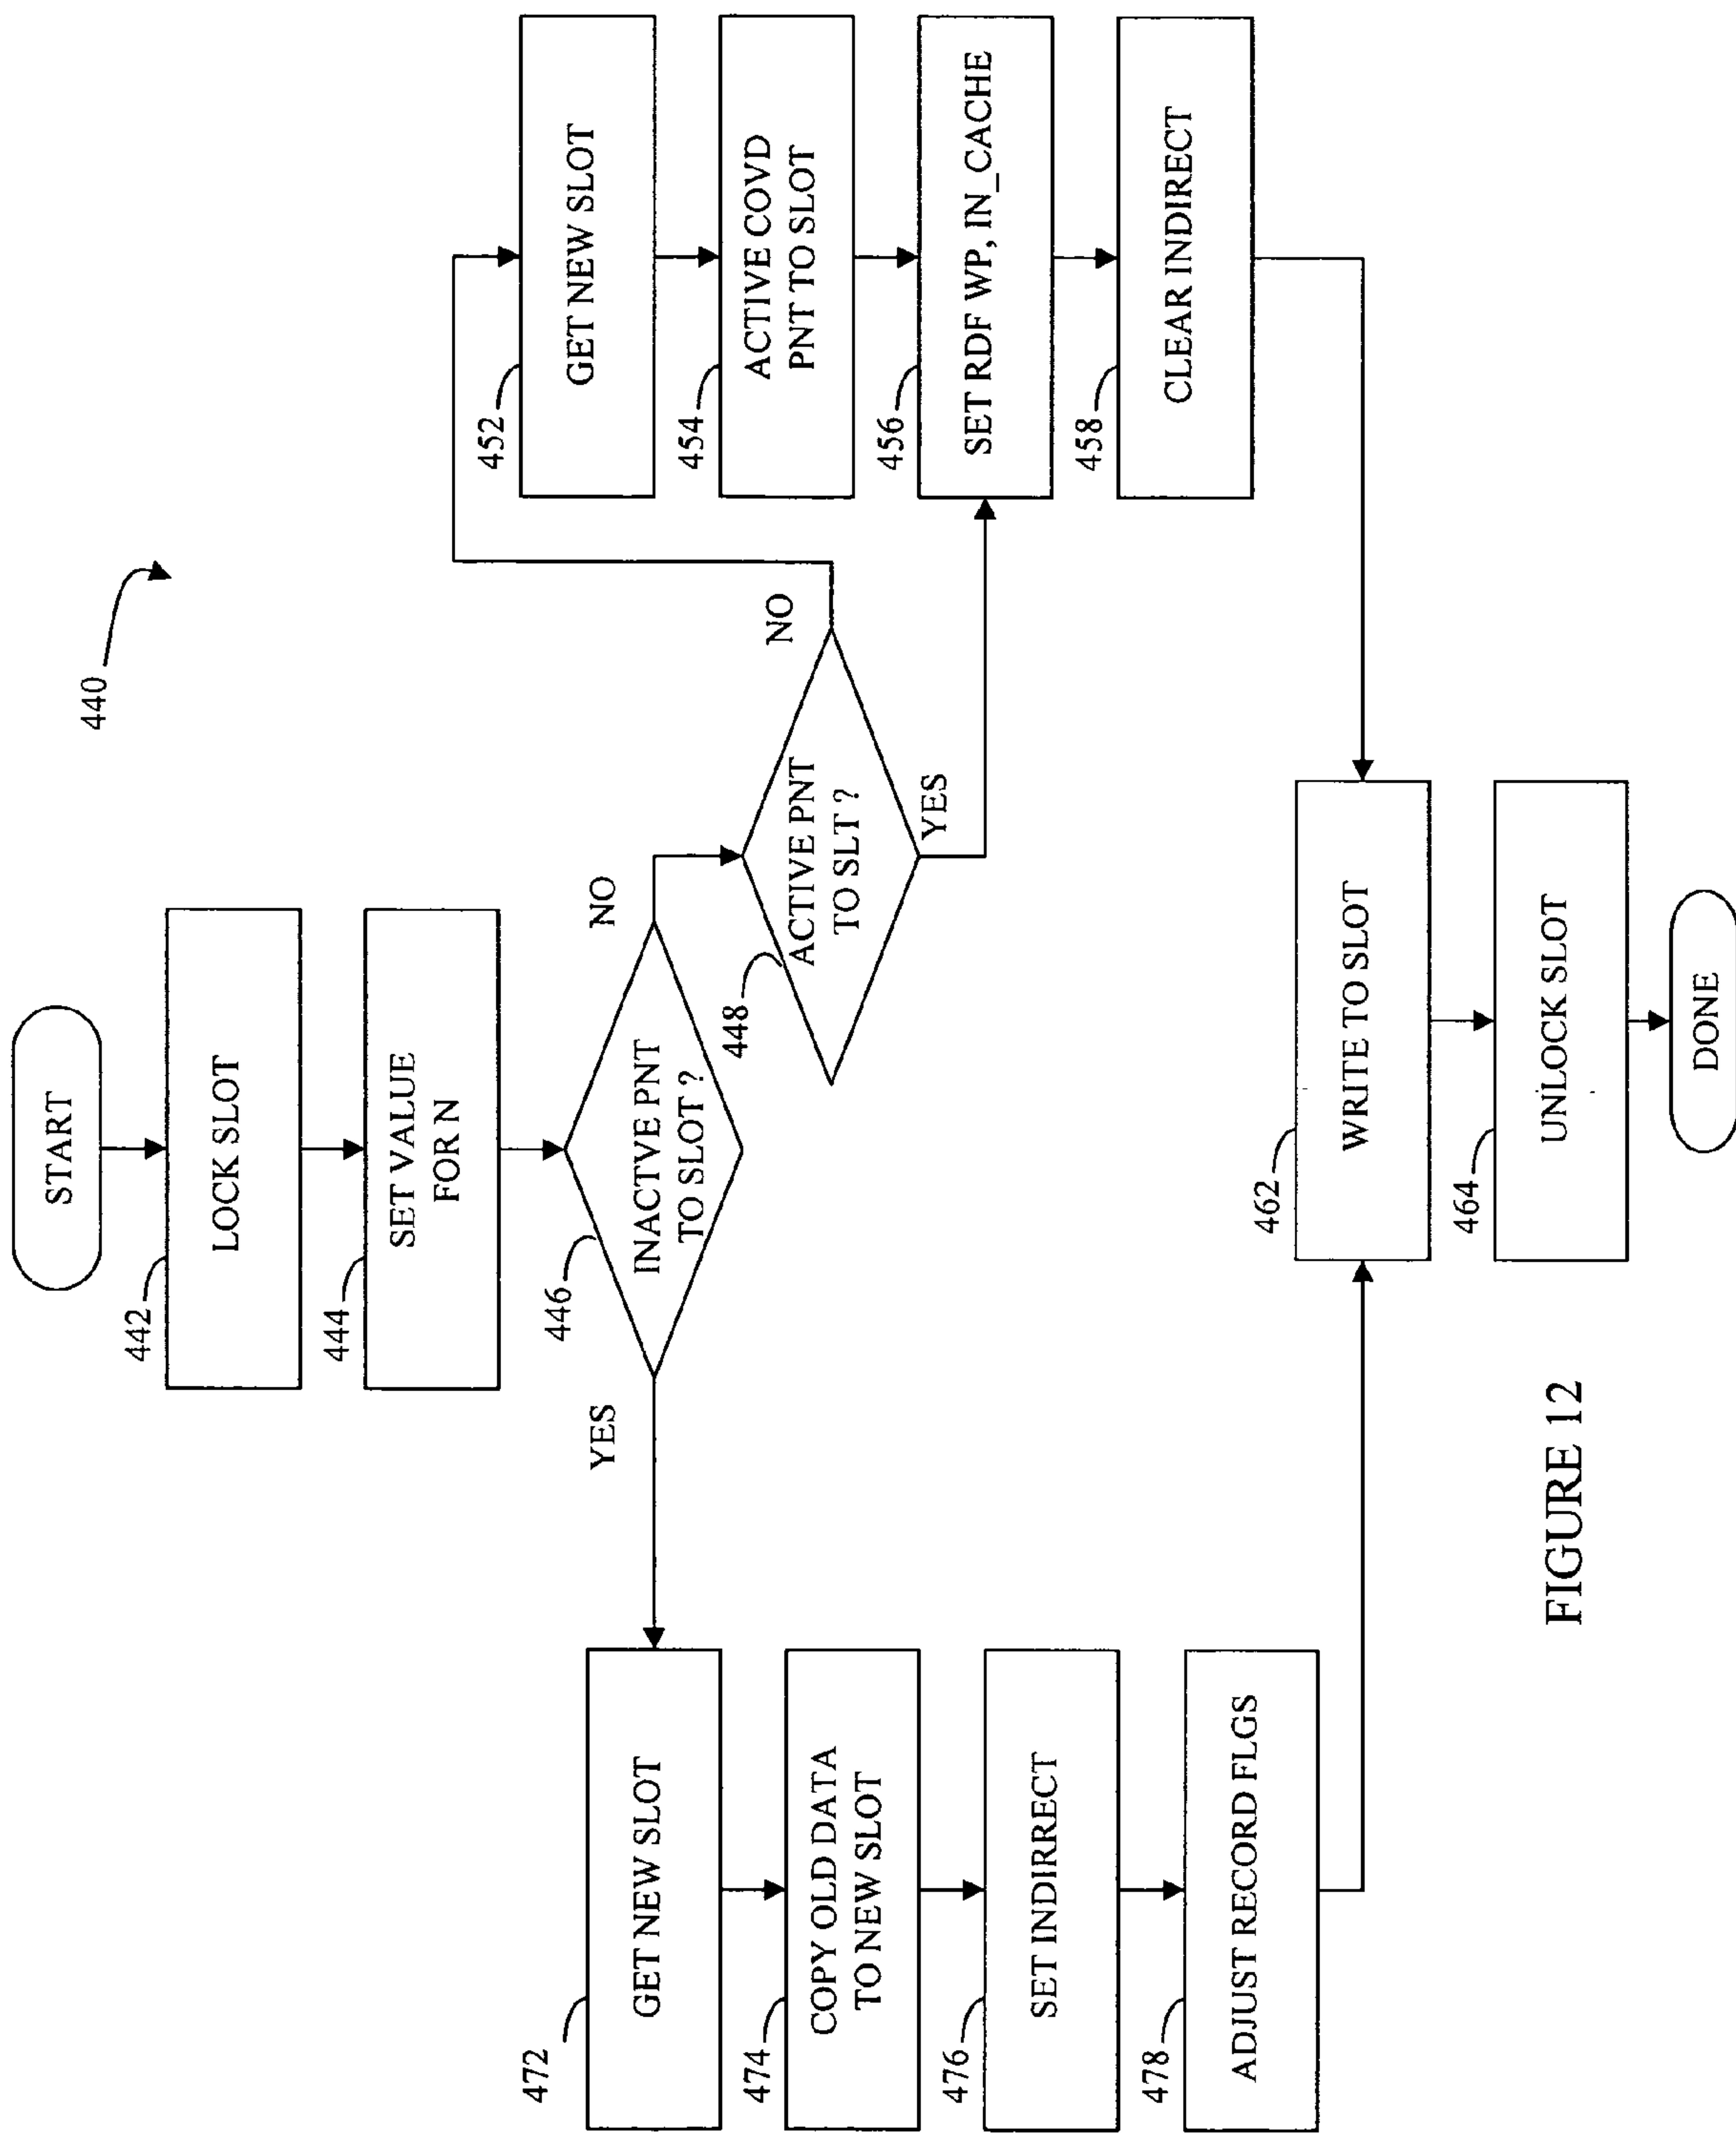 440
START
442
LOCK SLOT
444
SET VALUE
FOR N
446
INACTVE PNT
TO SLOT ?
YES
NO
448
ACTIVE PNT
TO SLT ?
NO
YES
452
GET NEW SLOT
454
ACTIVE COVD
PNT TO SLOT
456
SET RDF WP, IN_CACHE
458
CLEAR INDIRECT
472
GET NEW SLOT
474
COPY OLD DATA
TO NEW SLOT
476
SET INDIRRECT
478
ADJUST RECORD FLGS
462
WRITE TO SLOT
464
UNLOCK SLOT
DONE
FIGURE 12